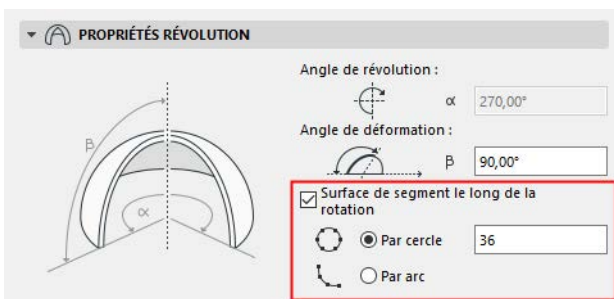 PROPRIÉTÉS RÉVOLUTION
Angle de révolution :
α 270,00°
Angle de déformation :
β 90,00°
β
α
Surface de segment le long de la
rotation
Par cercle 36
Par arc